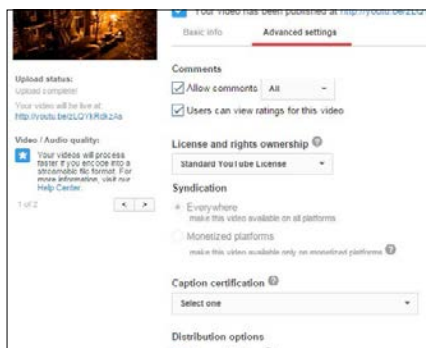 Your video has been published at http://youtu.be/zLQY
Basic info Advanced settings
Upload status:
Upload complete!
Your video will be live at:
http://youtu.be/zLQYkRdkzAs
Video / Audio quality:
Your videos will process
faster if you encode into a
streamable file format. For
more information, visit our
Help Center.
1 of 2 < >
Comments
Allow comments All
Users can view ratings for this video
License and rights ownership ?
Standard YouTube License
Syndication
Everywhere
make this video available on all platforms
Monetized platforms
make this video available only on monetized platforms ?
Caption certification ?
Select one
Distribution options